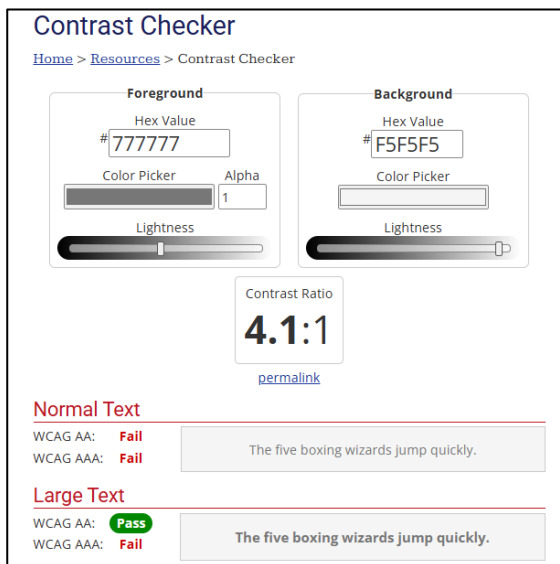 Contrast Checker
Home > Resources > Contrast Checker
Foreground
Hex Value
# 777777
Color Picker Alpha
1
Lightness
Background
Hex Value
# F5F5F5
Color Picker
Lightness
Contrast Ratio
4.1:1
permalink
Normal Text
WCAG AA: Fail
WCAG AAA: Fail
The five boxing wizards jump quickly.
Large Text
WCAG AA: Pass
WCAG AAA: Fail
The five boxing wizards jump quickly.